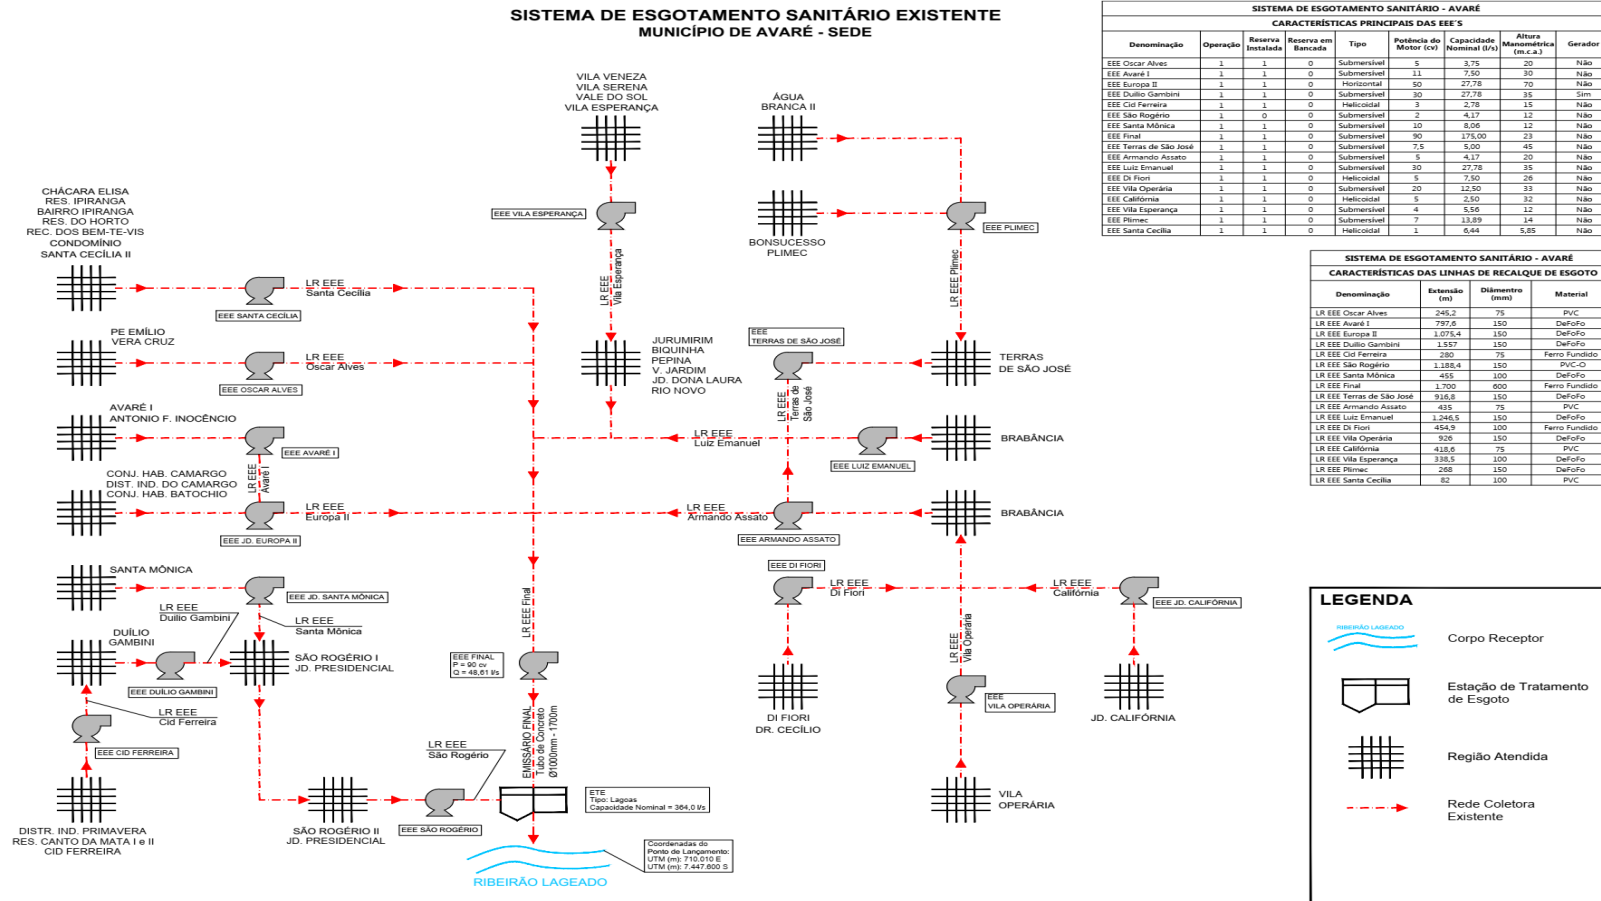 SISTEMA DE ESGOTAMENTO SANITÁRIO EXISTENTE
MUNICÍPIO DE AVARÉ - SEDE
SISTEMA DE ESGOTAMENTO SANITÁRIO - AVARÉ
CARACTERÍSTICAS PRINCIPAIS DAS EEE'S
Denominação Operação Reserva Instalada Reserva em Bancada Tipo Potência do Motor (cv) Capacidade Nominal (l/s) Altura Manométrica (m.c.a.) Gerador
EEE Oscar Alves 1 1 0 Submersível 5 3,75 20 Não
EEE Avaré I 1 1 0 Submersível 11 7,50 30 Não
EEE Europa II 1 1 0 Horizontal 50 27,78 70 Não
EEE Duilio Gambini 1 1 0 Submersível 30 27,78 35 Sim
EEE Cid Ferreira 1 1 0 Helicoidal 3 2,78 15 Não
EEE São Rogério 1 0 0 Submersível 2 4,17 12 Não
EEE Santa Mônica 1 1 0 Submersível 10 8,06 12 Não
EEE Final 1 1 0 Submersível 90 175,00 23 Não
EEE Terras de São José 1 1 0 Submersível 7,5 5,00 45 Não
EEE Armando Assato 1 1 0 Submersível 5 4,17 20 Não
EEE Luiz Emanuel 1 1 0 Submersível 30 27,78 35 Não
EEE Di Fiori 1 1 0 Helicoidal 5 7,50 26 Não
EEE Vila Operária 1 1 0 Submersível 20 12,50 33 Não
EEE Califórnia 1 1 0 Helicoidal 5 2,50 32 Não
EEE Vila Esperança 1 1 0 Submersível 4 5,56 12 Não
EEE Plimec 1 1 0 Submersível 7 13,89 14 Não
EEE Santa Cecília 1 1 0 Helicoidal 1 6,44 5,85 Não
SISTEMA DE ESGOTAMENTO SANITÁRIO - AVARÉ
CARACTERÍSTICAS DAS LINHAS DE RECALQUE DE ESGOTO
Denominação Extensão (m) Diâmentro (mm) Material
LR EEE Oscar Alves 245,2 75 PVC
LR EEE Avaré I 797,6 150 DeFoFo
LR EEE Europa II 1.075,4 150 DeFoFo
LR EEE Duilio Gambini 1.557 150 DeFoFo
LR EEE Cid Ferreira 280 75 Ferro Fundido
LR EEE São Rogério 1.188,4 150 PVC-O
LR EEE Santa Mônica 455 100 DeFoFo
LR EEE Final 1.700 600 Ferro Fundido
LR EEE Terras de São José 916,8 150 DeFoFo
LR EEE Armando Assato 435 75 PVC
LR EEE Luiz Emanuel 1.246,5 150 DeFoFo
LR EEE Di Fiori 454,9 100 Ferro Fundido
LR EEE Vila Operária 926 150 DeFoFo
LR EEE Califórnia 418,6 75 PVC
LR EEE Vila Esperança 338,5 100 DeFoFo
LR EEE Plimec 268 150 DeFoFo
LR EEE Santa Cecília 82 100 PVC
VILA VENEZA
VILA SERENA
VALE DO SOL
VILA ESPERANÇA
ÁGUA
BRANCA II
EEE VILA ESPERANÇA
EEE PLIMEC
BONSUCESSO
PLIMEC
LR EEE
Vila Esperança
LR EEE Plimec
CHÁCARA ELISA
RES. IPIRANGA
BAIRRO IPIRANGA
RES. DO HORTO
REC. DOS BEM-TE-VIS
CONDOMÍNIO
SANTA CECÍLIA II
LR EEE
Santa Cecília
EEE SANTA CECÍLIA
PE EMÍLIO
VERA CRUZ
LR EEE
Oscar Alves
EEE OSCAR ALVES
JURUMIRIM
BIQUINHA
PEPINA
V. JARDIM
JD. DONA LAURA
RIO NOVO
EEE
TERRAS DE SÃO JOSÉ
TERRAS
DE SÃO JOSÉ
LR EEE
Terras de
São José
AVARÉ I
ANTONIO F. INOCÊNCIO
EEE AVARÉ I
LR EEE
Avaré I
LR EEE
Luiz Emanuel
EEE LUIZ EMANUEL
BRABÂNCIA
CONJ. HAB. CAMARGO
DIST. IND. DO CAMARGO
CONJ. HAB. BATOCHIO
LR EEE
Europa II
EEE JD. EUROPA II
LR EEE
Armando Assato
EEE ARMANDO ASSATO
BRABÂNCIA
SANTA MÔNICA
EEE JD. SANTA MÔNICA
LR EEE
Duilio Gambini
LR EEE
Santa Mônica
LR EEE Final
EEE DI FIORI
LR EEE
Di Fiori
LR EEE
Califórnia
EEE JD. CALIFÓRNIA
DUÍLIO
GAMBINI
EEE DUÍLIO GAMBINI
SÃO ROGÉRIO I
JD. PRESIDENCIAL
EEE FINAL
P = 90 cv
Q = 48,61 l/s
LR EEE
Vila Operária
EEE
VILA OPERÁRIA
DI FIORI
DR. CECÍLIO
JD. CALIFÓRNIA
LR EEE
Cid Ferreira
EEE CID FERREIRA
LR EEE
São Rogério
EMISSÁRIO FINAL
Tubo de Concreto
Ø1000mm - 1700m
ETE
Tipo: Lagoas
Capacidade Nominal = 364,0 l/s
VILA
OPERÁRIA
DISTR. IND. PRIMAVERA
RES. CANTO DA MATA I e II
CID FERREIRA
SÃO ROGÉRIO II
JD. PRESIDENCIAL
EEE SÃO ROGÉRIO
Coordenadas do
Ponto de Lançamento:
UTM (m): 710.010 E
UTM (m): 7.447.600 S
RIBEIRÃO LAGEADO
LEGENDA
RIBEIRÃO LAGEADO
Corpo Receptor
Estação de Tratamento
de Esgoto
Região Atendida
Rede Coletora
Existente